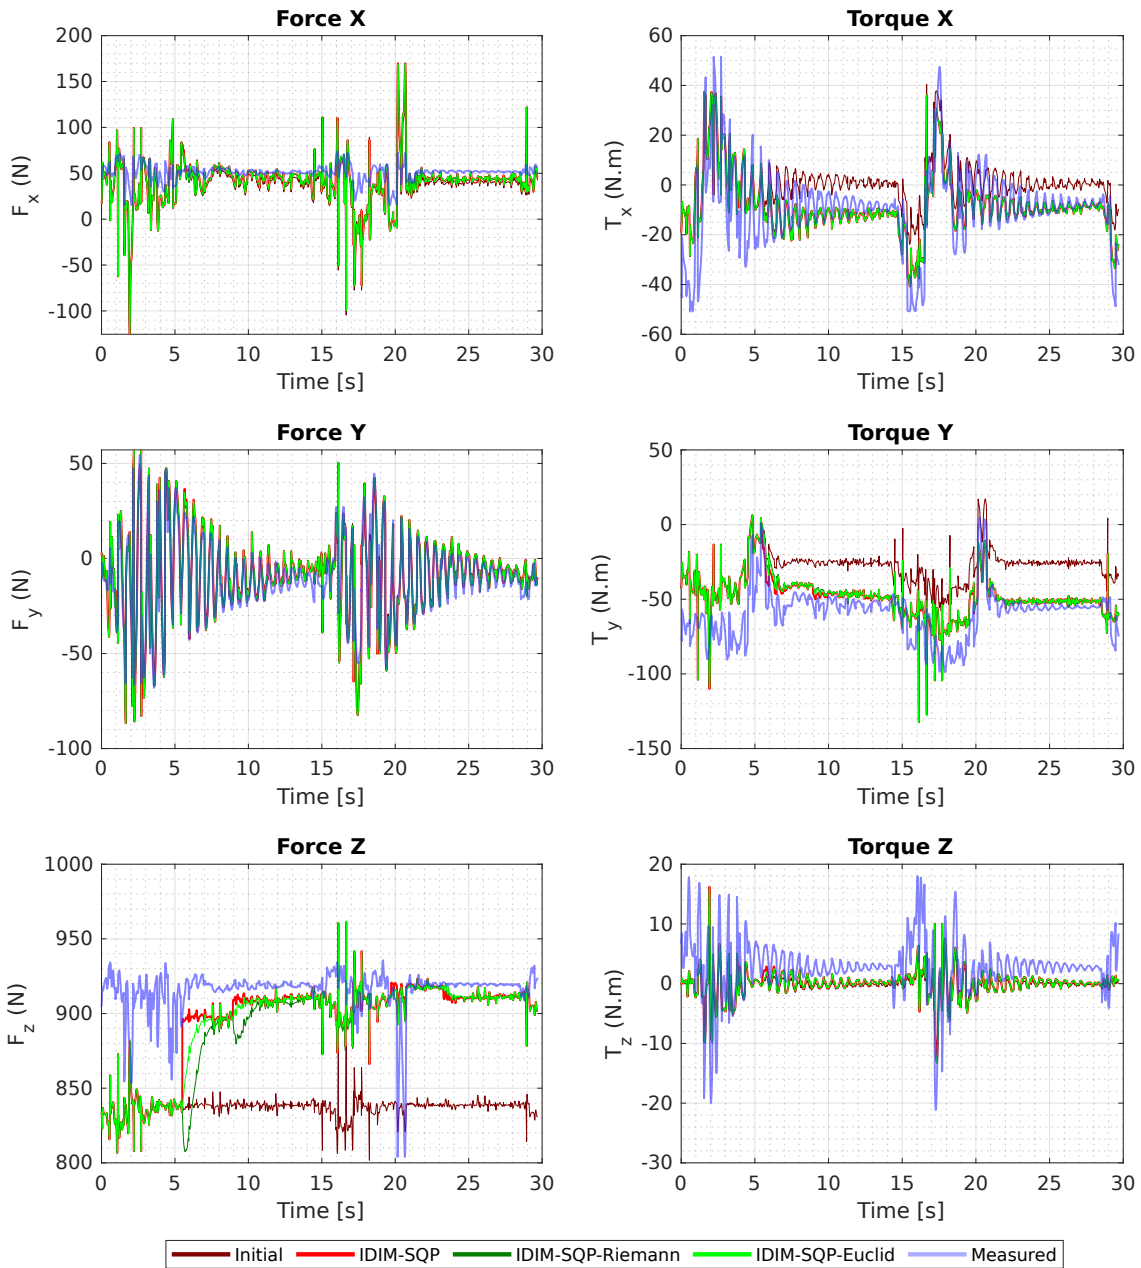 Force X
200
150
100
50
0
-50
-100
F_x (N)
0 5 10 15 20 25 30
Time [s]
Torque X
60
40
20
0
-20
-40
-60
T_x (N.m)
0 5 10 15 20 25 30
Time [s]
Force Y
50
0
-50
-100
F_y (N)
0 5 10 15 20 25 30
Time [s]
Torque Y
50
0
-50
-100
-150
T_y (N.m)
0 5 10 15 20 25 30
Time [s]
Force Z
1000
950
900
850
800
F_z (N)
0 5 10 15 20 25 30
Time [s]
Torque Z
20
10
0
-10
-20
-30
T_z (N.m)
0 5 10 15 20 25 30
Time [s]
Initial IDIM-SQP IDIM-SQP-Riemann IDIM-SQP-Euclid Measured